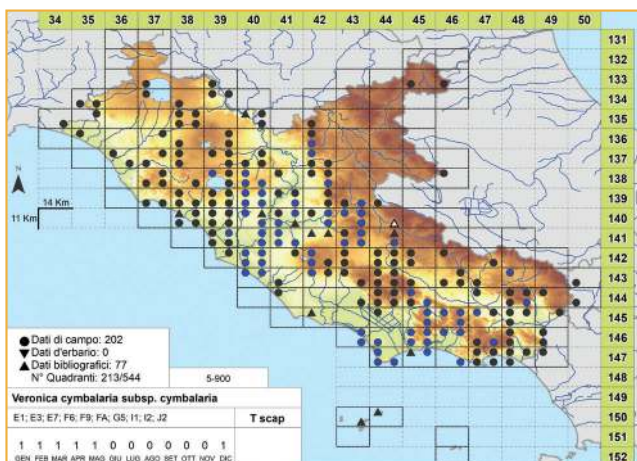 34 35 36 37 38 39 40 41 42 43 44 45 46 47 48 49 50
131
132
133
134
135
136
137
138
139
140
141
142
143
144
145
146
147
148
149
150
151
152
N
14 Km
11 Km
Dati di campo: 202
Dati d'erbario: 0
Dati bibliografici: 77
N° Quadranti: 213/544
5-900
Veronica cymbalaria subsp. cymbalaria
E1; E3; E7; F6; F9; FA; G5; I1; I2; J2
T scap
1 1 1 1 1 0 0 0 0 0 0 1
GEN FEB MAR APR MAG GIU LUG AGO SET OTT NOV DIC